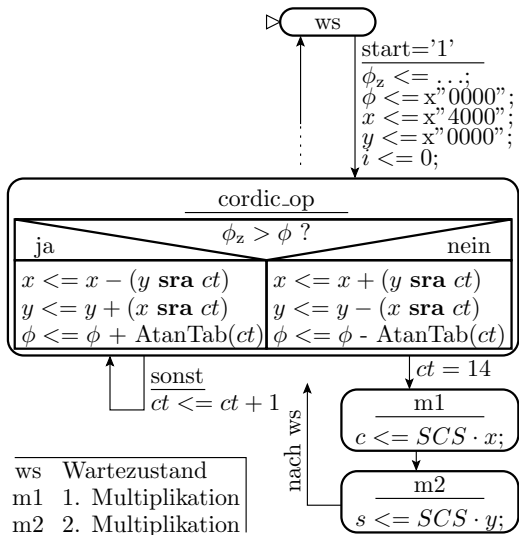 ws
start='1'
ϕz <= ...;
ϕ <= x"0000";
x <= x"4000";
y <= x"0000";
i <= 0;
cordic_op
ϕz > ϕ ?
ja nein
x <= x − (y sra ct) x <= x + (y sra ct)
y <= y + (x sra ct) y <= y − (x sra ct)
ϕ <= ϕ + AtanTab(ct) ϕ <= ϕ - AtanTab(ct)
sonst
ct <= ct + 1
ct = 14
nach ws
m1
c <= SCS · x;
m2
s <= SCS · y;
ws Wartezustand
m1 1. Multiplikation
m2 2. Multiplikation